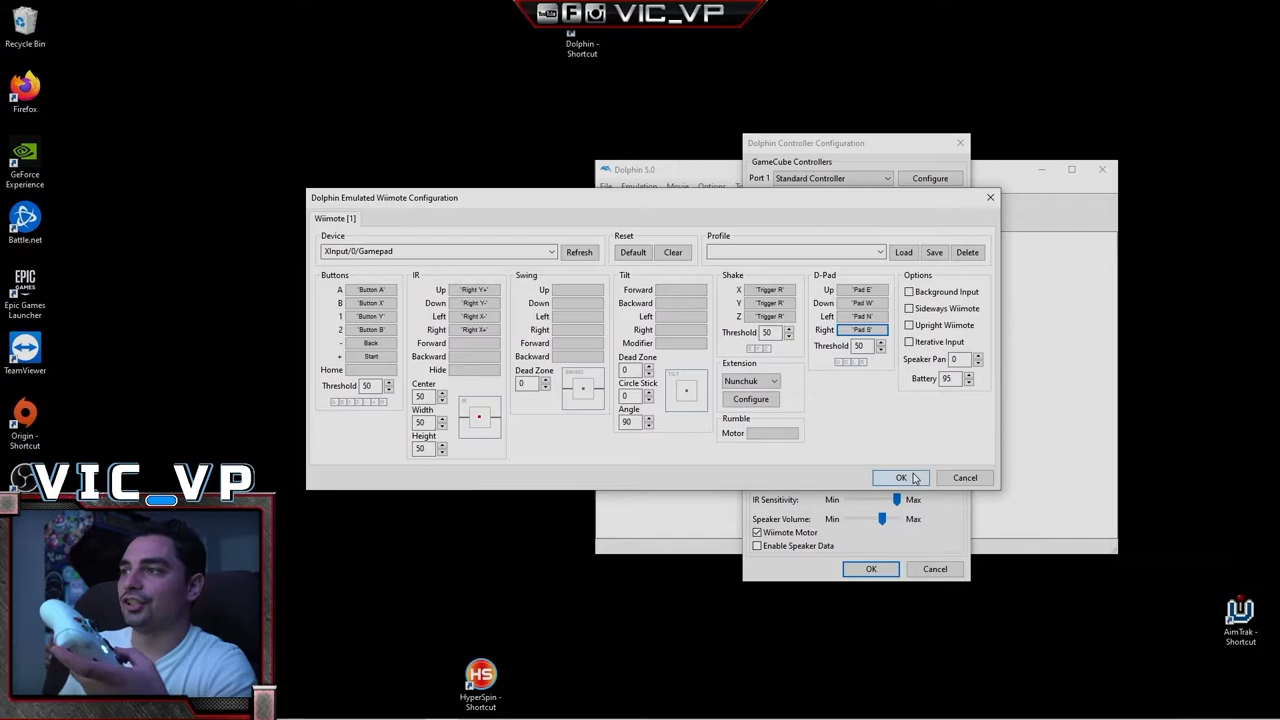 VIC_VP
Recycle Bin
Firefox
GeForce
Experience
Battle.net
EPIC
GAMES
Epic Games
Launcher
TeamViewer
Origin -
Shortcut
Dolphin -
Shortcut
HS
HyperSpin -
Shortcut
AimTrak -
Shortcut
VIC_VP
Dolphin Controller Configuration
GameCube Controllers
Port 1 Standard Controller Configure
Dolphin 5.0
File Emulation Movie Options
Dolphin Emulated Wiimote Configuration
Wiimote [1]
Device
XInput/0/Gamepad Refresh
Reset
Default Clear
Profile
Load Save Delete
Buttons
A 'Button A'
B 'Button X'
1 'Button Y'
2 'Button B'
- Back
+ Start
Home
Threshold 50
IR
Up 'Right Y+'
Down 'Right Y-'
Left 'Right X-'
Right 'Right X+'
Forward
Backward
Hide
Center
50
Width
50
Height
50
IR
Swing
Up
Down
Left
Right
Forward
Backward
Dead Zone
0
SWING
Tilt
Forward
Backward
Left
Right
Modifier
Dead Zone
0
Circle Stick
0
Angle
90
TILT
Shake
X 'Trigger R'
Y 'Trigger R'
Z 'Trigger R'
Threshold 50
X Y Z
Extension
Nunchuk
Configure
Rumble
Motor
D-Pad
Up 'Pad E'
Down 'Pad W'
Left 'Pad N'
Right 'Pad S'
Threshold 50
Options
Background Input
Sideways Wiimote
Upright Wiimote
Iterative Input
Speaker Pan 0
Battery 95
OK Cancel
IR Sensitivity: Min Max
Speaker Volume: Min Max
Wiimote Motor
Enable Speaker Data
OK Cancel